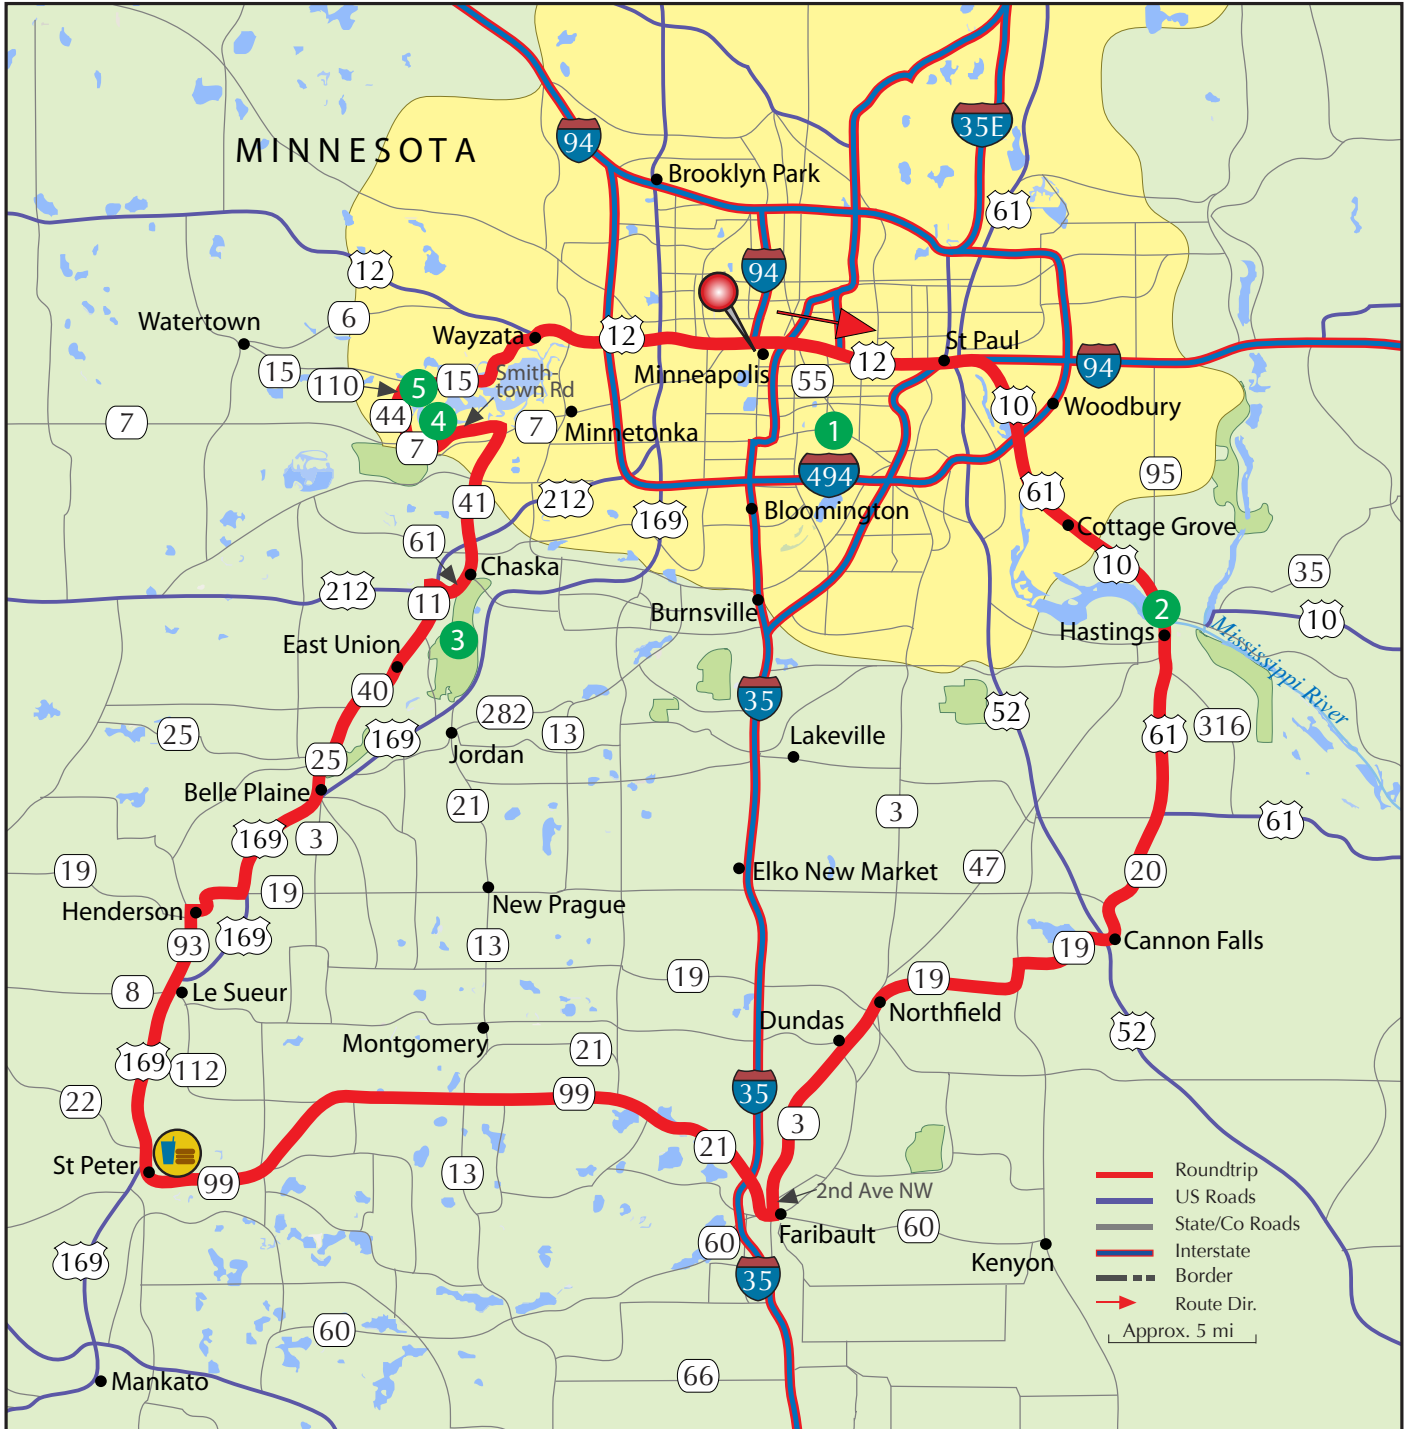 94
35E
MINNESOTA
Brooklyn Park
61
12
94
6
Watertown
Wayzata
12
St Paul
12
94
Minneapolis
15
110
5
15
Smith-
town Rd
55
44
4
10
Woodbury
7
7
7
Minnetonka
1
494
95
41
212
61
169
Bloomington
Cottage Grove
61
10
35
Chaska
212
11
Burnsville
2
10
Hastings
Mississippi River
East Union
3
40
35
282
52
316
25
169
13
61
Jordan
Lakeville
25
Belle Plaine
21
3
61
169
3
19
47
20
Elko New Market
19
Henderson
New Prague
169
93
13
19
Cannon Falls
8
Le Sueur
19
19
Northfield
Dundas
52
Montgomery
21
169
112
22
99
35
3
21
St Peter
99
13
2nd Ave NW
Roundtrip
US Roads
60
Faribault
60
State/Co Roads
169
Kenyon
Interstate
35
Border
Route Dir.
60
Approx. 5 mi
66
Mankato